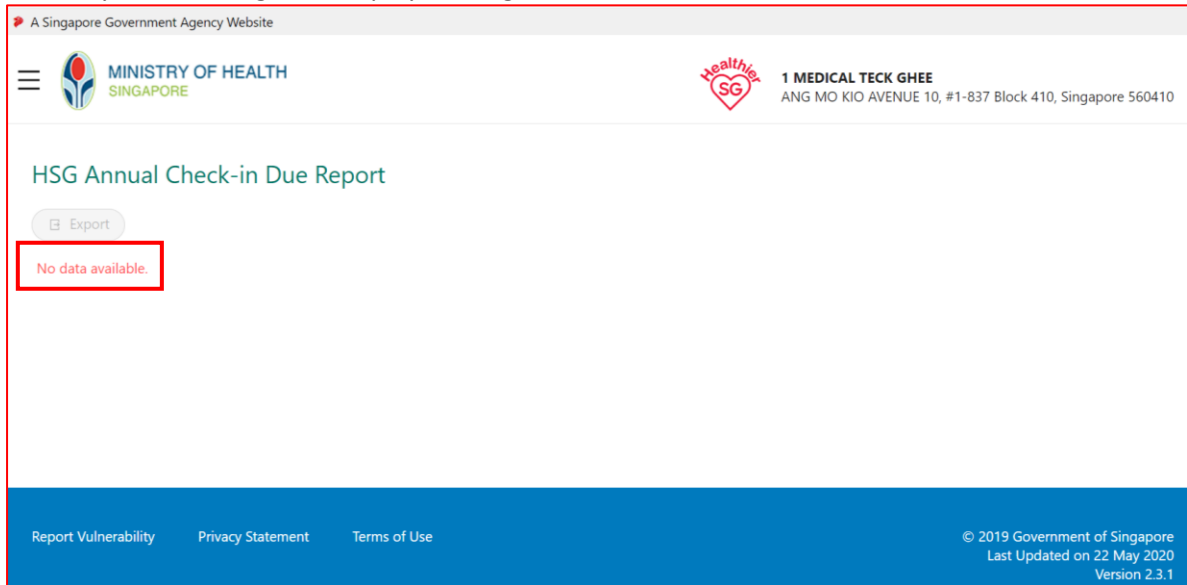 A Singapore Government Agency Website
MINISTRY OF HEALTH
SINGAPORE
Healthier
SG
1 MEDICAL TECK GHEE
ANG MO KIO AVENUE 10, #1-837 Block 410, Singapore 560410
HSG Annual Check-in Due Report
Export
No data available.
Report Vulnerability Privacy Statement Terms of Use
© 2019 Government of Singapore
Last Updated on 22 May 2020
Version 2.3.1